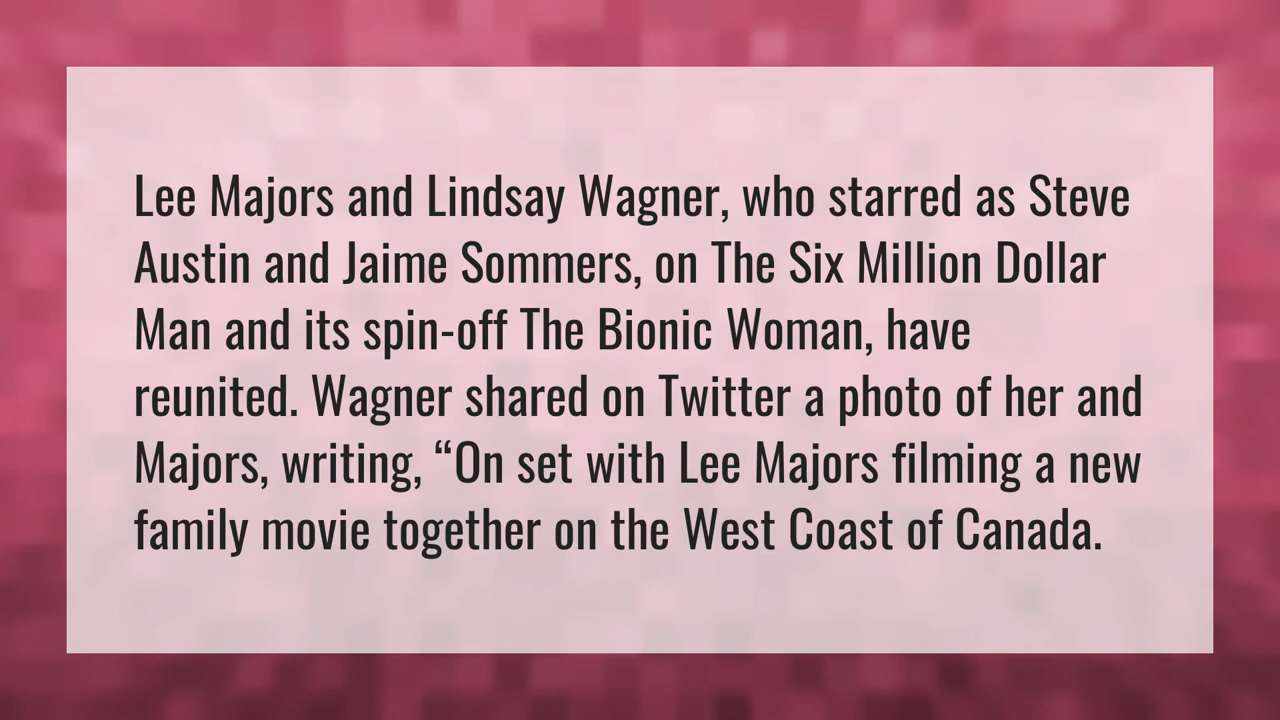 Lee Majors and Lindsay Wagner, who starred as Steve
Austin and Jaime Sommers, on The Six Million Dollar
Man and its spin-off The Bionic Woman, have
reunited. Wagner shared on Twitter a photo of her and
Majors, writing, “On set with Lee Majors filming a new
family movie together on the West Coast of Canada.